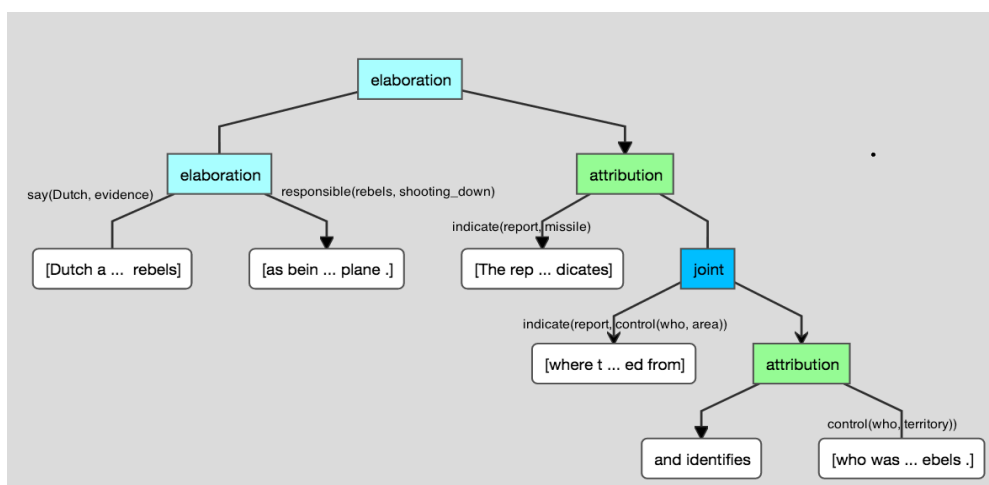 elaboration
elaboration
attribution
say(Dutch, evidence)
responsible(rebels, shooting_down)
indicate(report, missile)
[Dutch a ... rebels]
[as bein ... plane .]
[The rep ... dicates]
joint
indicate(report, control(who, area))
[where t ... ed from]
attribution
control(who, territory))
and identifies
[who was ... ebels .]